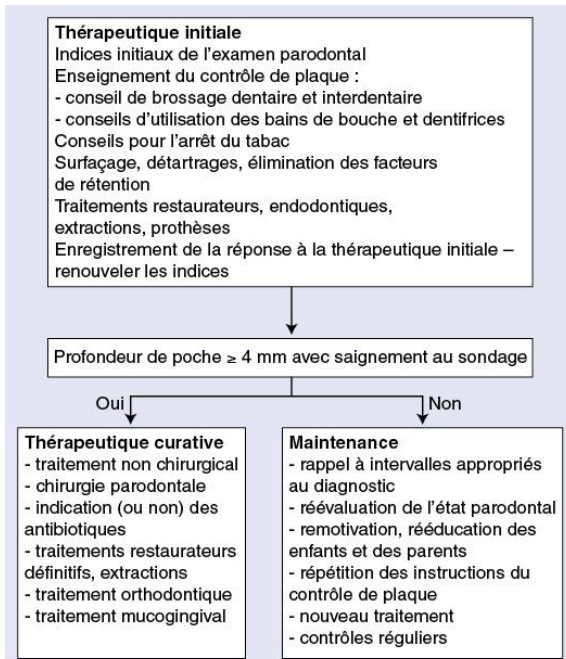 Thérapeutique initiale
Indices initiaux de l'examen parodontal
Enseignement du contrôle de plaque :
- conseil de brossage dentaire et interdentaire
- conseils d'utilisation des bains de bouche et dentifrices
Conseils pour l'arrêt du tabac
Surfaçage, détartrages, élimination des facteurs
de rétention
Traitements restaurateurs, endodontiques,
extractions, prothèses
Enregistrement de la réponse à la thérapeutique initiale –
renouveler les indices
Profondeur de poche ≥ 4 mm avec saignement au sondage
Oui
Non
Thérapeutique curative
- traitement non chirurgical
- chirurgie parodontale
- indication (ou non) des
antibiotiques
- traitements restaurateurs
définitifs, extractions
- traitement orthodontique
- traitement mucogingival
Maintenance
- rappel à intervalles appropriés
au diagnostic
- réévaluation de l'état parodontal
- remotivation, rééducation des
enfants et des parents
- répétition des instructions du
contrôle de plaque
- nouveau traitement
- contrôles réguliers